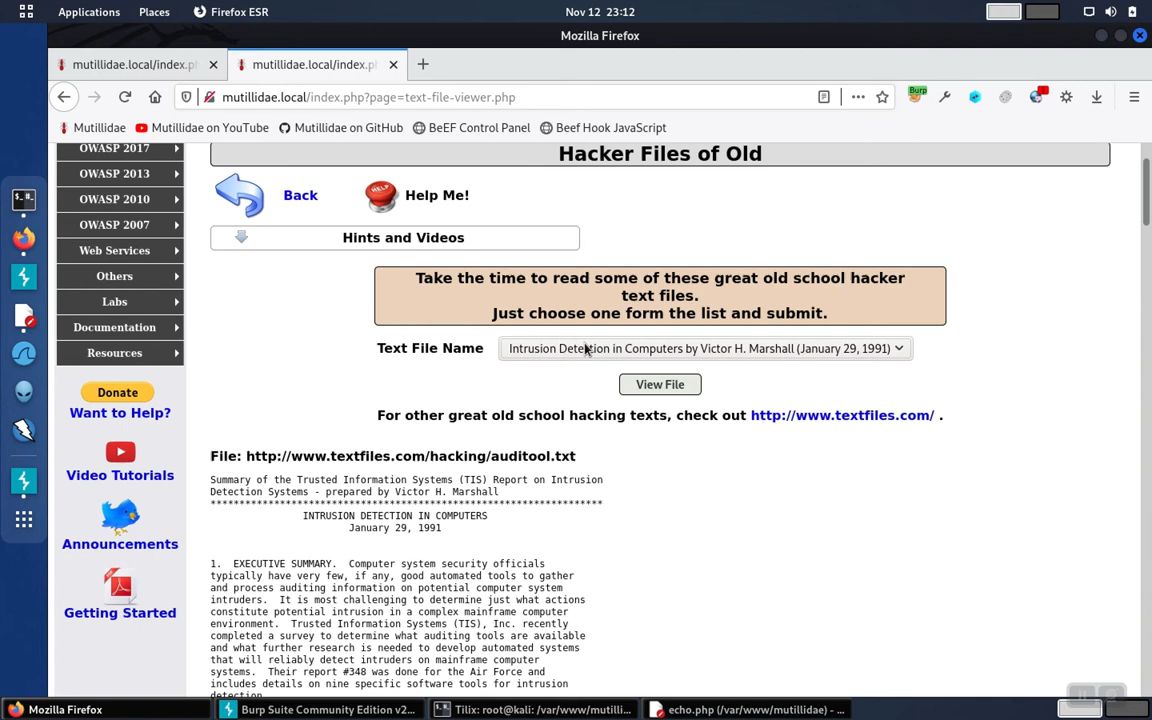 Applications Places Firefox ESR Nov 12 23:12
Mozilla Firefox
mutillidae.local/index.ph mutillidae.local/index.ph
mutillidae.local/index.php?page=text-file-viewer.php Burp 1
Mutillidae Mutillidae on YouTube Mutillidae on GitHub BeEF Control Panel Beef Hook JavaScript
OWASP 2017
OWASP 2013
OWASP 2010
OWASP 2007
Web Services
Others
Labs
Documentation
Resources
Donate
Want to Help?
Video Tutorials
Announcements
Getting Started
Hacker Files of Old
Back HELP Help Me!
Hints and Videos
Take the time to read some of these great old school hacker
text files.
Just choose one form the list and submit.
Text File Name Intrusion Detection in Computers by Victor H. Marshall (January 29, 1991)
View File
For other great old school hacking texts, check out http://www.textfiles.com/ .
File: http://www.textfiles.com/hacking/auditool.txt
Summary of the Trusted Information Systems (TIS) Report on Intrusion
Detection Systems - prepared by Victor H. Marshall
********************************************************************
INTRUSION DETECTION IN COMPUTERS
January 29, 1991
1. EXECUTIVE SUMMARY. Computer system security officials
typically have very few, if any, good automated tools to gather
and process auditing information on potential computer system
intruders. It is most challenging to determine just what actions
constitute potential intrusion in a complex mainframe computer
environment. Trusted Information Systems (TIS), Inc. recently
completed a survey to determine what auditing tools are available
and what further research is needed to develop automated systems
that will reliably detect intruders on mainframe computer
systems. Their report #348 was done for the Air Force and
includes details on nine specific software tools for intrusion
detection.
Mozilla Firefox Burp Suite Community Edition v2... Tilix: root@kali: /var/www/mutilli... echo.php (/var/www/mutillidae) - ...